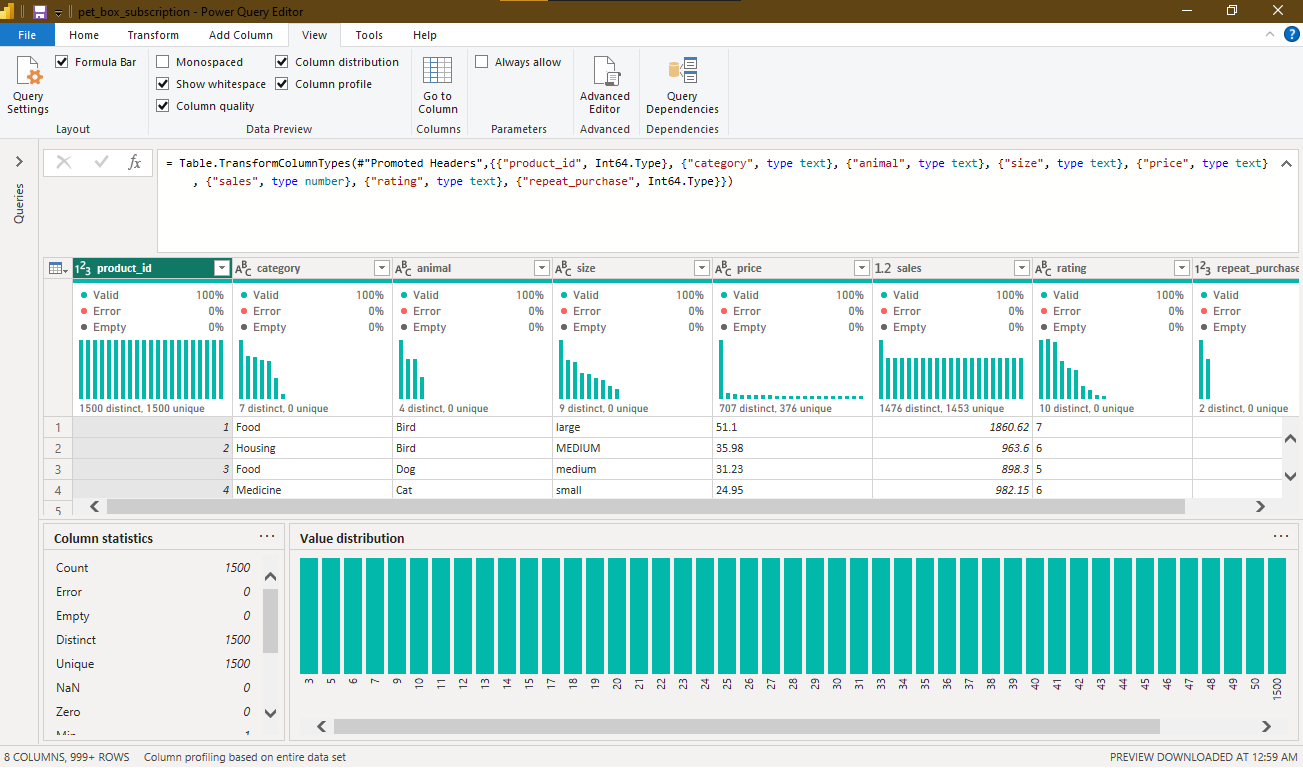 pet_box_subscription - Power Query Editor
File Home Transform Add Column View Tools Help
Query Settings
Formula Bar
Layout
Monospaced
Show whitespace
Column quality
Column distribution
Column profile
Data Preview
Go to Column
Columns
Always allow
Parameters
Advanced Editor
Advanced
Query Dependencies
Dependencies
Queries
fx
= Table.TransformColumnTypes(#"Promoted Headers",{{"product_id", Int64.Type}, {"category", type text}, {"animal", type text}, {"size", type text}, {"price", type text}
, {"sales", type number}, {"rating", type text}, {"repeat_purchase", Int64.Type}})
1 2 3 product_id A B C category A B C animal A B C size A B C price 1.2 sales A B C rating 1 2 3 repeat_purchase
Valid 100% Valid 100% Valid 100% Valid 100% Valid 100% Valid 100% Valid 100% Valid
Error 0% Error 0% Error 0% Error 0% Error 0% Error 0% Error 0% Error
Empty 0% Empty 0% Empty 0% Empty 0% Empty 0% Empty 0% Empty 0% Empty
1500 distinct, 1500 unique 7 distinct, 0 unique 4 distinct, 0 unique 9 distinct, 0 unique 707 distinct, 376 unique 1476 distinct, 1453 unique 10 distinct, 0 unique 2 distinct, 0 unique
1 1 Food Bird large 51.1 1860.62 7
2 2 Housing Bird MEDIUM 35.98 963.6 6
3 3 Food Dog medium 31.23 898.3 5
4 4 Medicine Cat small 24.95 982.15 6
5
Column statistics
Count 1500
Error 0
Empty 0
Distinct 1500
Unique 1500
NaN 0
Zero 0
Min 1
Value distribution
3 5 6 7 9 10 11 12 13 14 15 17 18 19 20 21 22 23 24 25 26 27 28 29 30 31 33 34 35 36 37 38 39 40 41 42 43 44 45 46 47 48 49 50 1500
8 COLUMNS, 999+ ROWS Column profiling based on entire data set
PREVIEW DOWNLOADED AT 12:59 AM